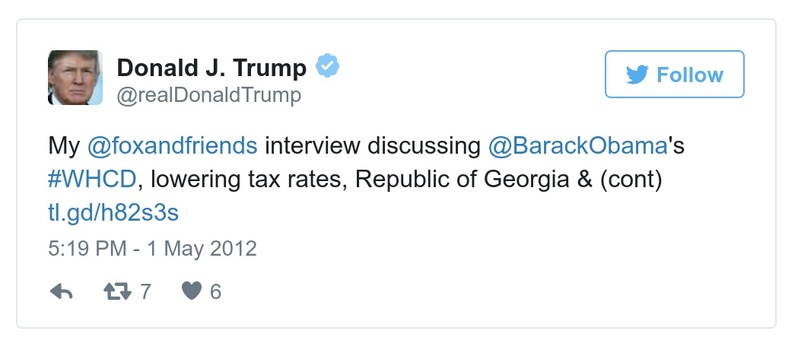 Donald J. Trump
@realDonaldTrump
Follow
My @foxandfriends interview discussing @BarackObama's
#WHCD, lowering tax rates, Republic of Georgia & (cont)
tl.gd/h82s3s
5:19 PM - 1 May 2012
7 6